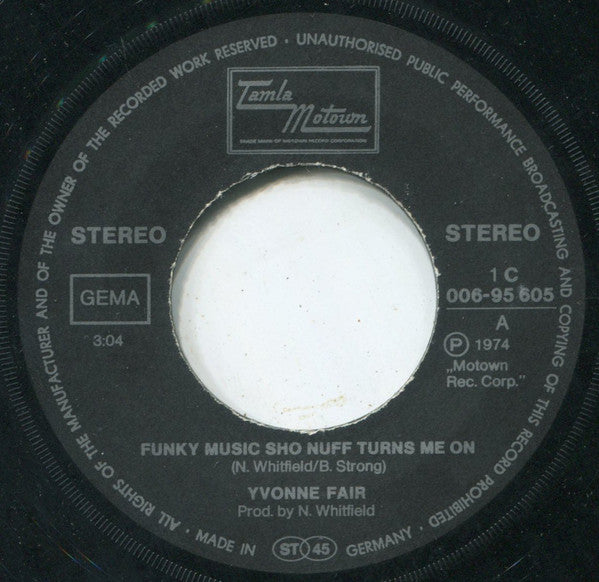 ALL RIGHTS OF THE MANUFACTURER AND OF THE OWNER OF THE RECORDED WORK RESERVED · UNAUTHORISED PUBLIC PERFORMANCE BROADCASTING AND COPYING OF THIS RECORD PROHIBITED ·
Tamla
Motown
TRADE MARK OF MOTOWN RECORD CORPORATION
STEREO
STEREO
GEMA
3:04
1 C
006-95 605
A
Ⓟ 1974
„Motown
Rec. Corp."
FUNKY MUSIC SHO NUFF TURNS ME ON
(N. Whitfield/B. Strong)
YVONNE FAIR
Prod. by N. Whitfield
MADE IN ST 45 GERMANY ·